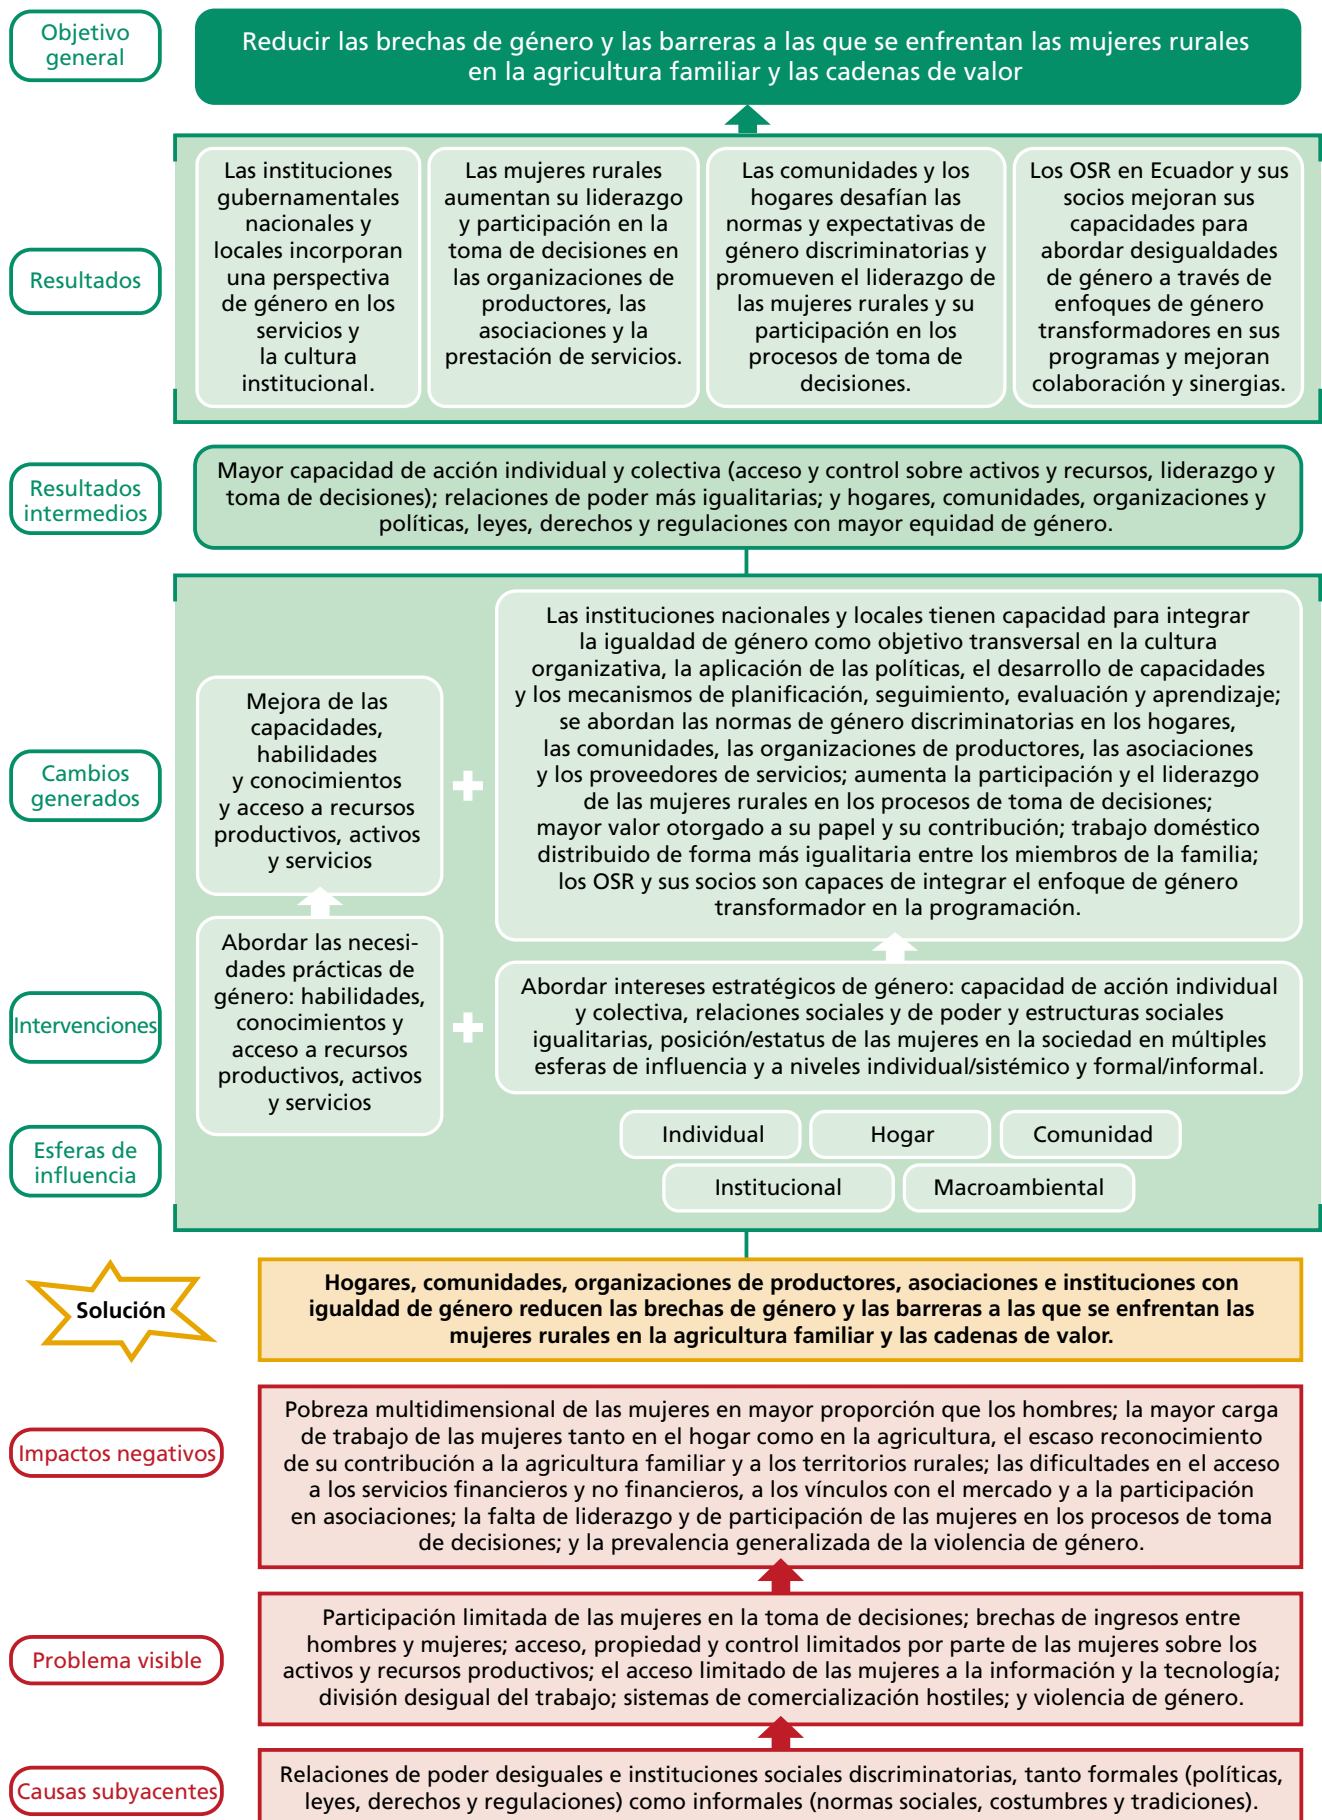 Objetivo
general
Reducir las brechas de género y las barreras a las que se enfrentan las mujeres rurales
en la agricultura familiar y las cadenas de valor
Resultados
Las instituciones
gubernamentales
nacionales y
locales incorporan
una perspectiva
de género en los
servicios y
la cultura
institucional.
Las mujeres rurales
aumentan su liderazgo
y participación en la
toma de decisiones en
las organizaciones de
productores, las
asociaciones y la
prestación de servicios.
Las comunidades y los
hogares desafían las
normas y expectativas de
género discriminatorias y
promueven el liderazgo de
las mujeres rurales y su
participación en los
procesos de toma de
decisiones.
Los OSR en Ecuador y sus
socios mejoran sus
capacidades para
abordar desigualdades
de género a través de
enfoques de género
transformadores en sus
programas y mejoran
colaboración y sinergias.
Resultados
intermedios
Mayor capacidad de acción individual y colectiva (acceso y control sobre activos y recursos, liderazgo y
toma de decisiones); relaciones de poder más igualitarias; y hogares, comunidades, organizaciones y
políticas, leyes, derechos y regulaciones con mayor equidad de género.
Cambios
generados
Mejora de las
capacidades,
habilidades
y conocimientos
y acceso a recursos
productivos, activos
y servicios
Las instituciones nacionales y locales tienen capacidad para integrar
la igualdad de género como objetivo transversal en la cultura
organizativa, la aplicación de las políticas, el desarrollo de capacidades
y los mecanismos de planificación, seguimiento, evaluación y aprendizaje;
se abordan las normas de género discriminatorias en los hogares,
las comunidades, las organizaciones de productores, las asociaciones
y los proveedores de servicios; aumenta la participación y el liderazgo
de las mujeres rurales en los procesos de toma de decisiones;
mayor valor otorgado a su papel y su contribución; trabajo doméstico
distribuido de forma más igualitaria entre los miembros de la familia;
los OSR y sus socios son capaces de integrar el enfoque de género
transformador en la programación.
Intervenciones
Abordar las necesi-
dades prácticas de
género: habilidades,
conocimientos y
acceso a recursos
productivos, activos
y servicios
Abordar intereses estratégicos de género: capacidad de acción individual
y colectiva, relaciones sociales y de poder y estructuras sociales
igualitarias, posición/estatus de las mujeres en la sociedad en múltiples
esferas de influencia y a niveles individual/sistémico y formal/informal.
Esferas de
influencia
Individual
Hogar
Comunidad
Institucional
Macroambiental
Solución
Hogares, comunidades, organizaciones de productores, asociaciones e instituciones con
igualdad de género reducen las brechas de género y las barreras a las que se enfrentan las
mujeres rurales en la agricultura familiar y las cadenas de valor.
Impactos negativos
Pobreza multidimensional de las mujeres en mayor proporción que los hombres; la mayor carga
de trabajo de las mujeres tanto en el hogar como en la agricultura, el escaso reconocimiento
de su contribución a la agricultura familiar y a los territorios rurales; las dificultades en el acceso
a los servicios financieros y no financieros, a los vínculos con el mercado y a la participación
en asociaciones; la falta de liderazgo y de participación de las mujeres en los procesos de toma
de decisiones; y la prevalencia generalizada de la violencia de género.
Problema visible
Participación limitada de las mujeres en la toma de decisiones; brechas de ingresos entre
hombres y mujeres; acceso, propiedad y control limitados por parte de las mujeres sobre los
activos y recursos productivos; el acceso limitado de las mujeres a la información y la tecnología;
división desigual del trabajo; sistemas de comercialización hostiles; y violencia de género.
Causas subyacentes
Relaciones de poder desiguales e instituciones sociales discriminatorias, tanto formales (políticas,
leyes, derechos y regulaciones) como informales (normas sociales, costumbres y tradiciones).